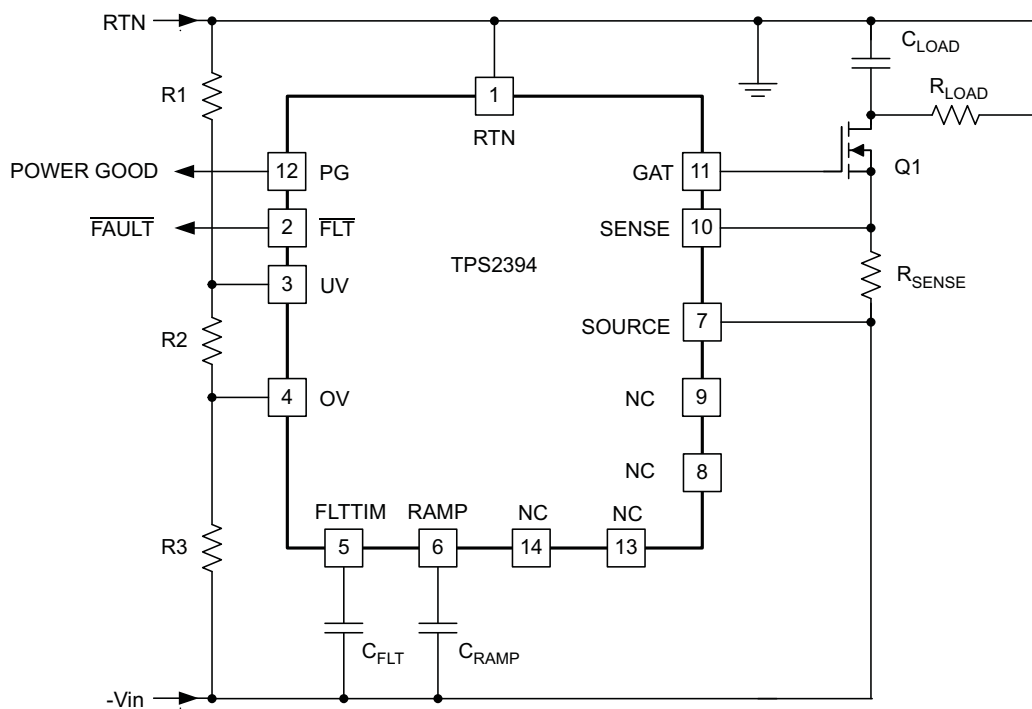 RTN
C_LOAD
R1
1
R_LOAD
RTN
POWER GOOD
12
PG
GAT
11
Q1
FAULT
2
FLT
SENSE
10
TPS2394
3
UV
R_SENSE
R2
SOURCE
7
4
OV
NC
9
NC
8
FLTTIM
RAMP
NC
NC
R3
5
6
14
13
C_FLT
C_RAMP
-Vin